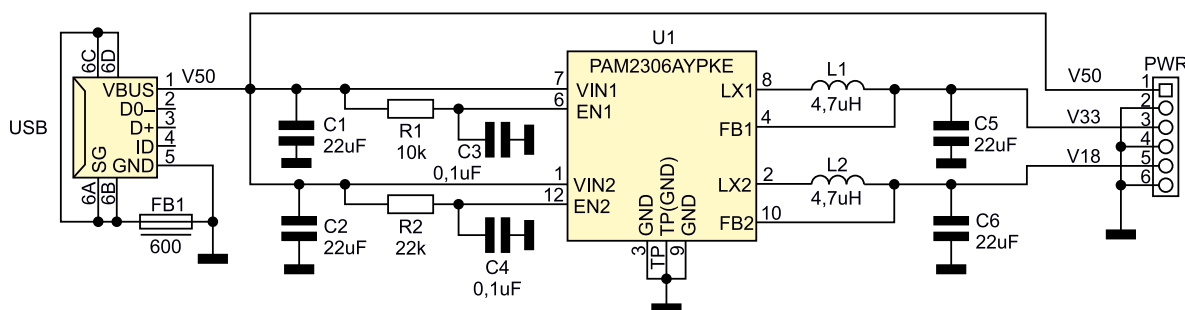 U1
PAM2306AYPKE
USB
6C
6D
VBUS 1 V50
D0– 2
D+ 3
ID 4
GND 5
SG
6A
6B
FB1
600
C1
22uF
R1
10k
C3
0,1uF
C2
22uF
R2
22k
C4
0,1uF
7 VIN1
6 EN1
1 VIN2
12 EN2
LX1 8
FB1 4
LX2 2
FB2 10
GND
TP(GND)
GND
3
TP
9
L1
4,7uH
L2
4,7uH
C5
22uF
C6
22uF
PWR
V50 1
2
V33 3
4
V18 5
6